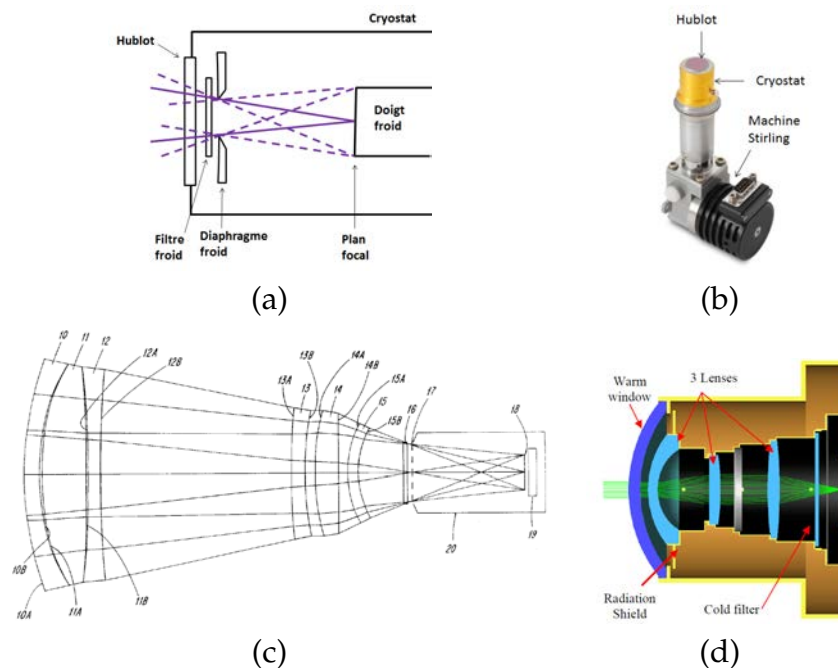 Cryostat
Hublot
Doigt
froid
Filtre
froid
Diaphragme
froid
Plan
focal
(a)
Hublot
Cryostat
Machine
Stirling
(b)
10
11
12
12A
12B
13A
13
13B
14A
14
14B
15A
15
15B
16
17
18
19
20
10B
10A
11A
11B
(c)
Warm
window
3 Lenses
Radiation
Shield
Cold filter
(d)